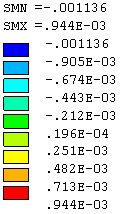 SMN =-.001136
SMX =.944E-03
-.001136
-.905E-03
-.674E-03
-.443E-03
-.212E-03
.196E-04
.251E-03
.482E-03
.713E-03
.944E-03